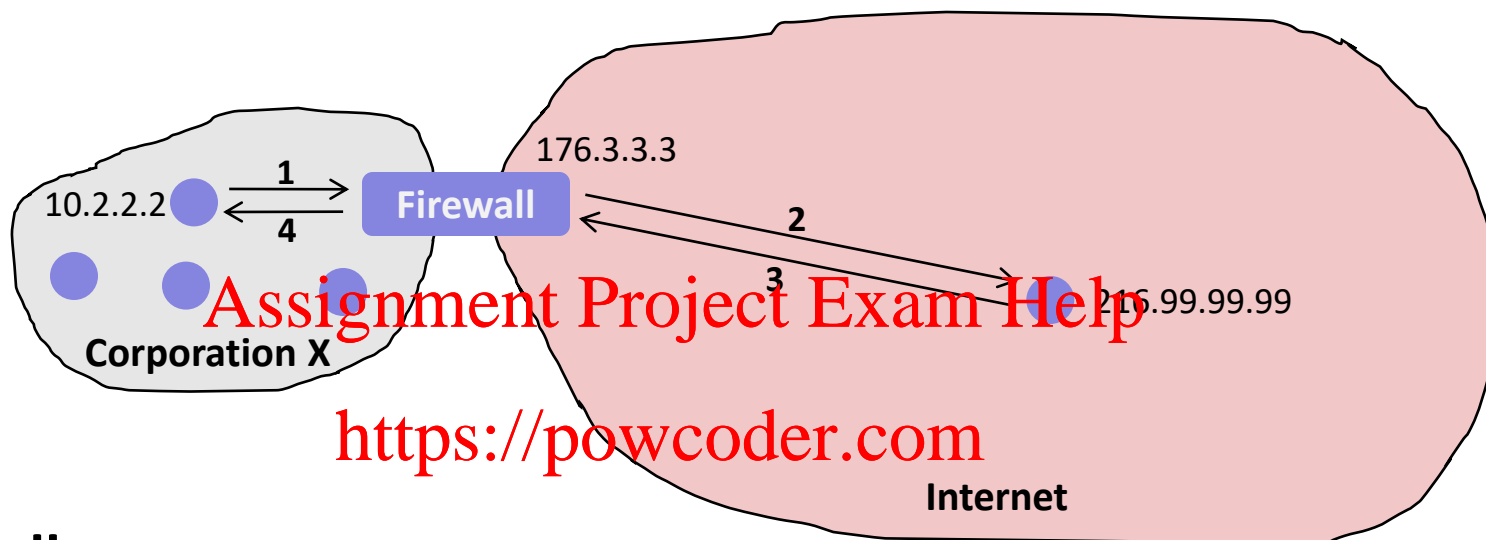 176.3.3.3
1
10.2.2.2
Firewall
4
2
3
216.99.99.99
Assignment Project Exam Help
Corporation X
https://powcoder.com
Internet